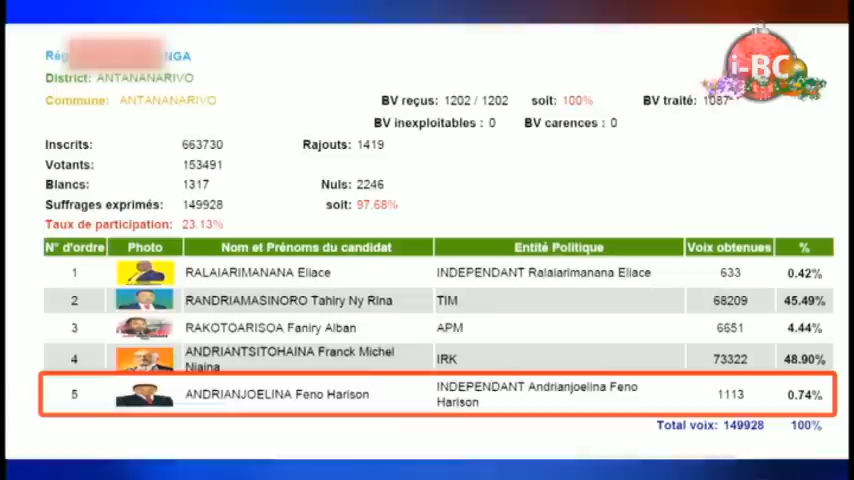 Rég NGA
i-BC
District: ANTANANARIVO
Commune: ANTANANARIVO
BV reçus: 1202 / 1202 soit: 100% BV traité: 1087
BV inexploitables : 0 BV carences : 0
Inscrits: 663730 Rajouts: 1419
Votants: 153491
Blancs: 1317 Nuls: 2246
Suffrages exprimés: 149928 soit: 97.68%
Taux de participation: 23.13%
N° d'ordre Photo Nom et Prénoms du candidat Entité Politique Voix obtenues %
1 RALAIARIMANANA Eliace INDEPENDANT Ralaiarimanana Eliace 633 0.42%
2 RANDRIAMASINORO Tahiry Ny Rina TIM 68209 45.49%
3 RAKOTOARISOA Faniry Alban APM 6651 4.44%
4 ANDRIANTSITOHAINA Franck Michel Niaina IRK 73322 48.90%
5 ANDRIANJOELINA Feno Harison INDEPENDANT Andrianjoelina Feno Harison 1113 0.74%
Total voix: 149928 100%